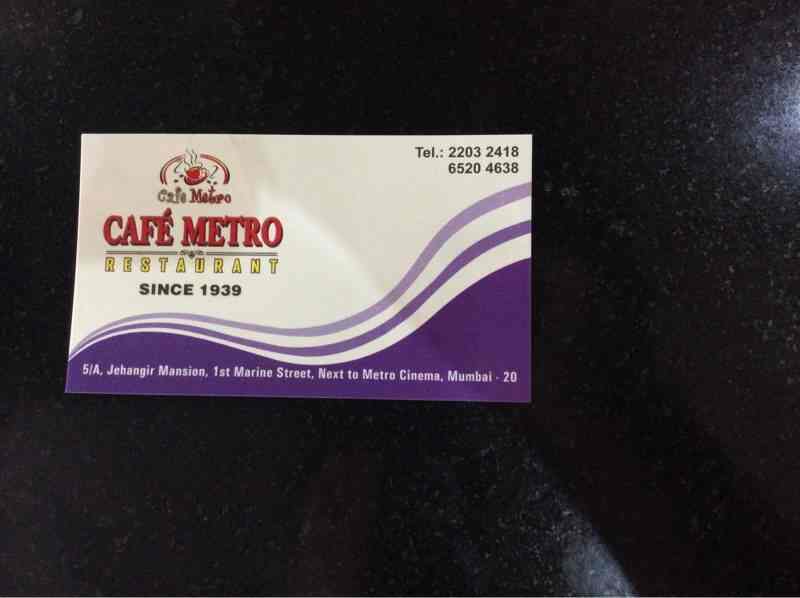 Cafe Metro
CAFÉ METRO
RESTAURANT
SINCE 1939
Tel.: 2203 2418
6520 4638
5/A, Jehangir Mansion, 1st Marine Street, Next to Metro Cinema, Mumbai - 20